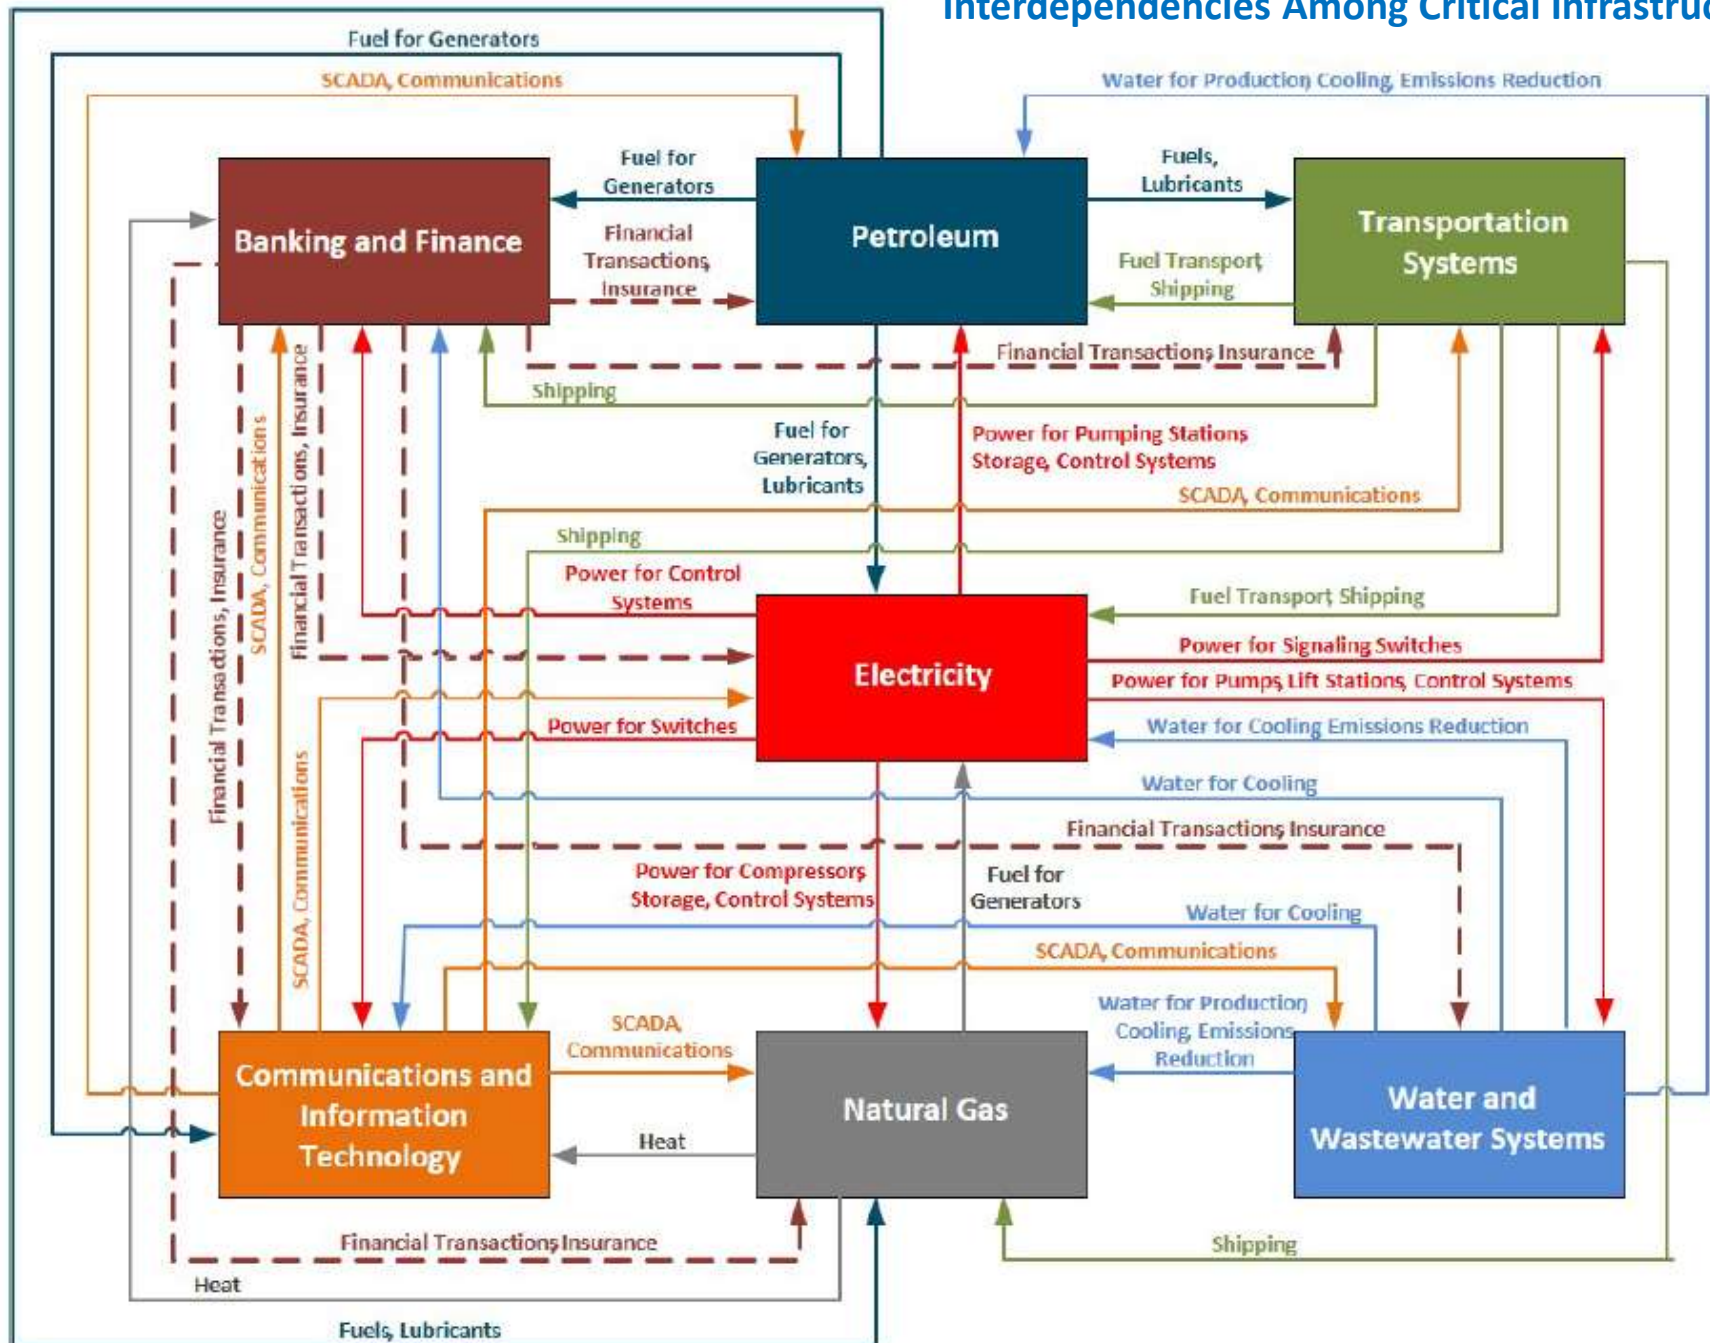 Interdependencies Among Critical Infrastruc
Fuel for Generators
SCADA, Communications
Water for Production, Cooling, Emissions Reduction
Fuel for
Generators
Fuels,
Lubricants
Banking and Finance
Petroleum
Transportation
Systems
Financial
Transactions,
Insurance
Fuel Transport,
Shipping
Financial Transactions, Insurance
Shipping
Fuel for
Generators,
Lubricants
Power for Pumping Stations,
Storage, Control Systems
SCADA, Communications
Financial Transactions, Insurance
SCADA, Communications
Financial Transactions, Insurance
Shipping
Power for Control
Systems
Fuel Transport, Shipping
Power for Signaling Switches
Electricity
Power for Pumps, Lift Stations, Control Systems
Power for Switches
Water for Cooling Emissions Reduction
SCADA, Communications
Water for Cooling
Financial Transactions, Insurance
Power for Compressors,
Storage, Control Systems
Fuel for
Generators
Water for Cooling
SCADA, Communications
SCADA,
Communications
Water for Production,
Cooling, Emissions
Reduction
Communications and
Information
Technology
Natural Gas
Water and
Wastewater Systems
Heat
Financial Transactions, Insurance
Shipping
Heat
Fuels, Lubricants